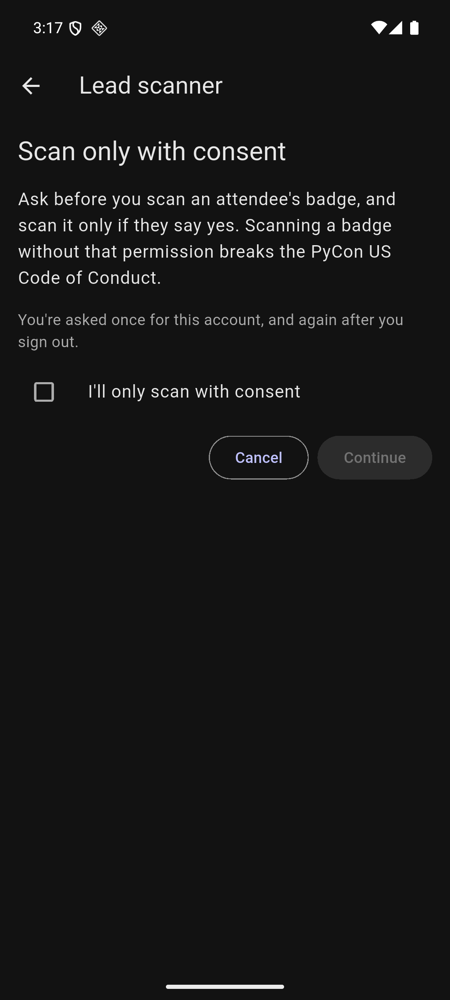 3:17
Lead scanner
Scan only with consent
Ask before you scan an attendee's badge, and
scan it only if they say yes. Scanning a badge
without that permission breaks the PyCon US
Code of Conduct.
You're asked once for this account, and again after you
sign out.
I'll only scan with consent
Cancel
Continue